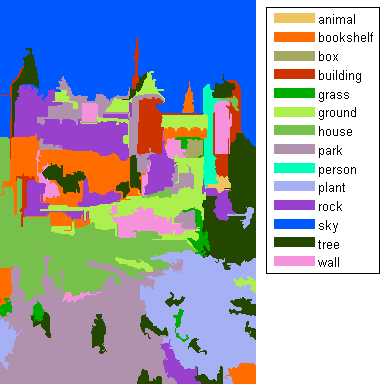 animal
bookshelf
box
building
grass
ground
house
park
person
plant
rock
sky
tree
wall